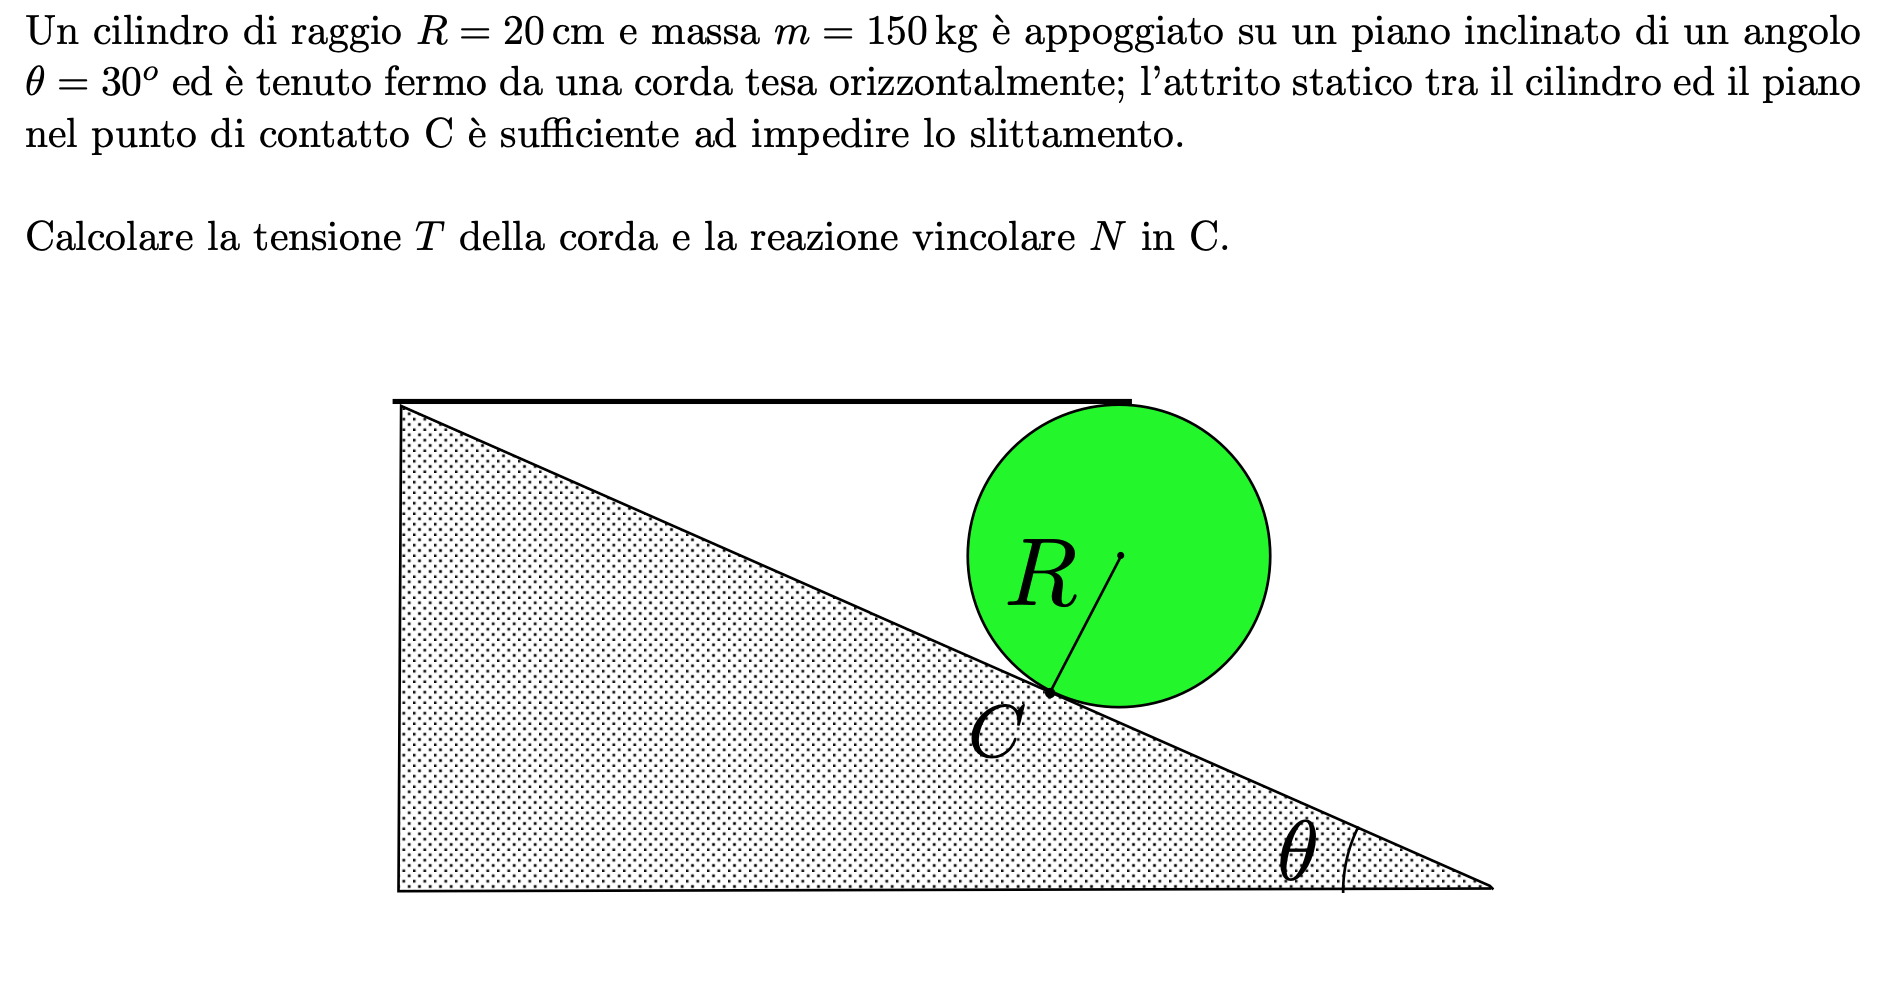 Un cilindro di raggio R = 20 cm e massa m = 150 kg è appoggiato su un piano inclinato di un angolo
θ = 30° ed è tenuto fermo da una corda tesa orizzontalmente; l'attrito statico tra il cilindro ed il piano
nel punto di contatto C è sufficiente ad impedire lo slittamento.
Calcolare la tensione T della corda e la reazione vincolare N in C.
R
C
θ